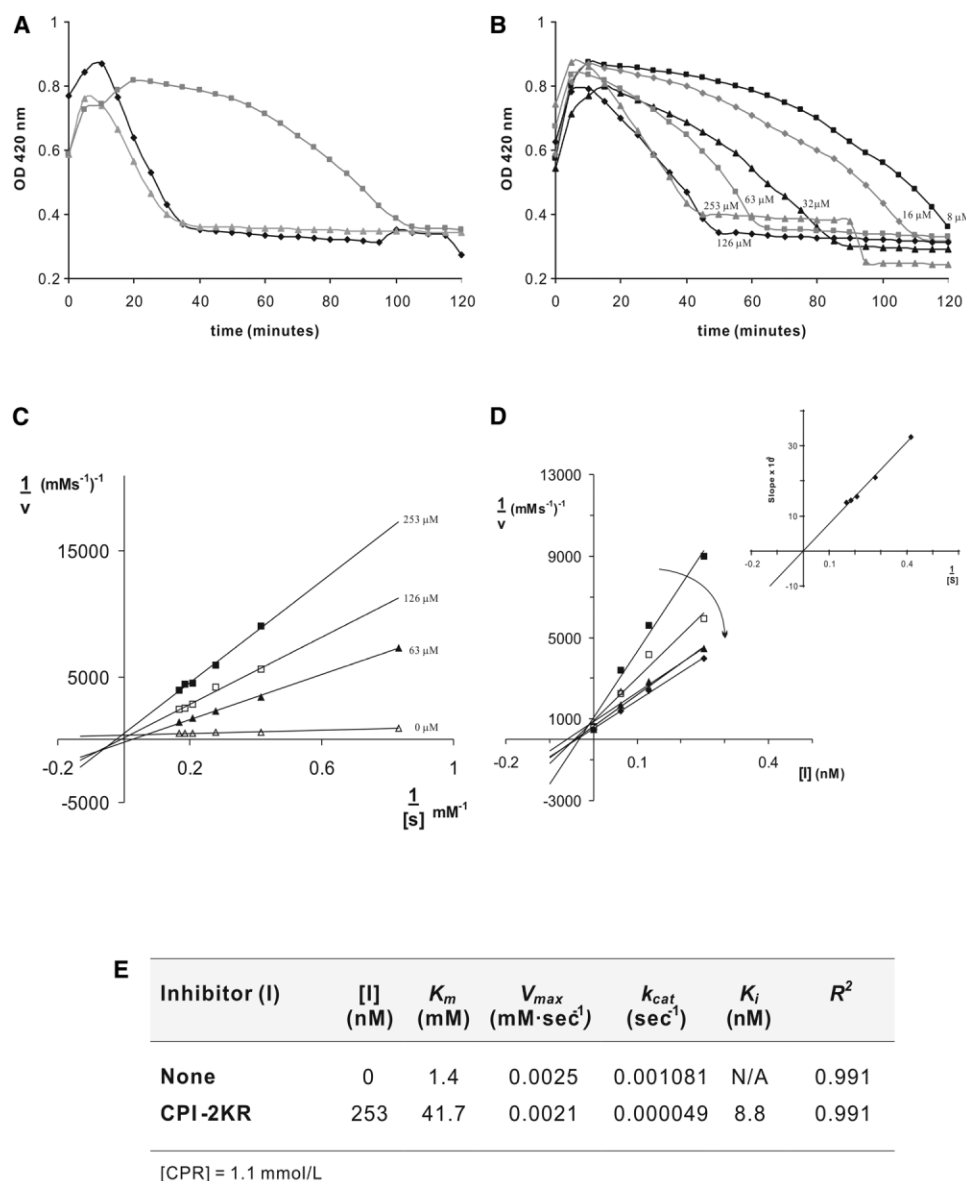 A
1
0.8
0.6
0.4
0.2
OD 420 nm
0 20 40 60 80 100 120
time (minutes)
B
1
0.8
0.6
0.4
0.2
OD 420 nm
253 µM
63 µM
32µM
16 µM
8 µM
126 µM
0 20 40 60 80 100 120
time (minutes)
C
1
v
(mMs⁻¹)⁻¹
15000
5000
-5000
253 µM
126 µM
63 µM
0 µM
-0.2 0.2 0.6 1
1
[s]
mM⁻¹
D
1
v
(mMs⁻¹)⁻¹
13000
9000
5000
1000
-3000
-0.2 0.1 0.4
[I] (nM)
30
10
-10
-0.2 0.1 0.4
1
[S]
E
Inhibitor (I) [I] Km Vmax kcat Ki R²
(nM) (mM) (mM·sec⁻¹) (sec⁻¹) (nM)
None 0 1.4 0.0025 0.001081 N/A 0.991
CPI-2KR 253 41.7 0.0021 0.000049 8.8 0.991
[CPR] = 1.1 mmol/L